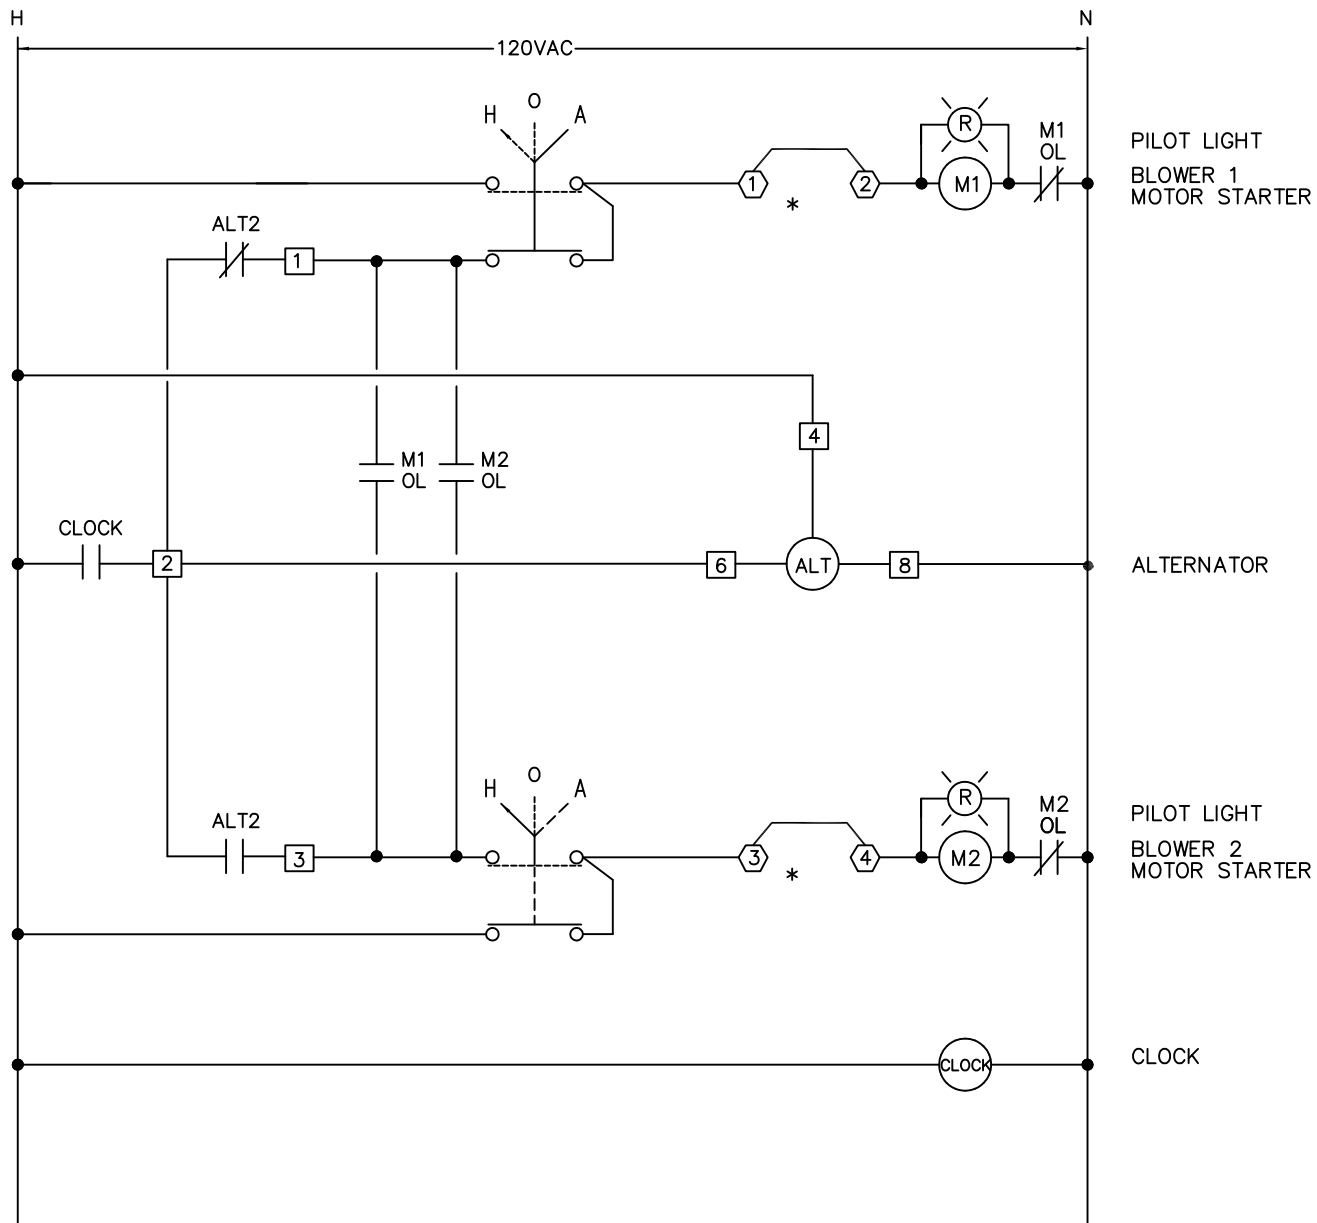 H
N
120VAC
H O A
R
M1
OL
PILOT LIGHT
1
2
M1
BLOWER 1
MOTOR STARTER
*
ALT2
1
4
M1
OL
M2
OL
CLOCK
2
6
ALT
8
ALTERNATOR
H O A
R
M2
OL
PILOT LIGHT
ALT2
3
3
4
M2
BLOWER 2
MOTOR STARTER
*
CLOCK
CLOCK